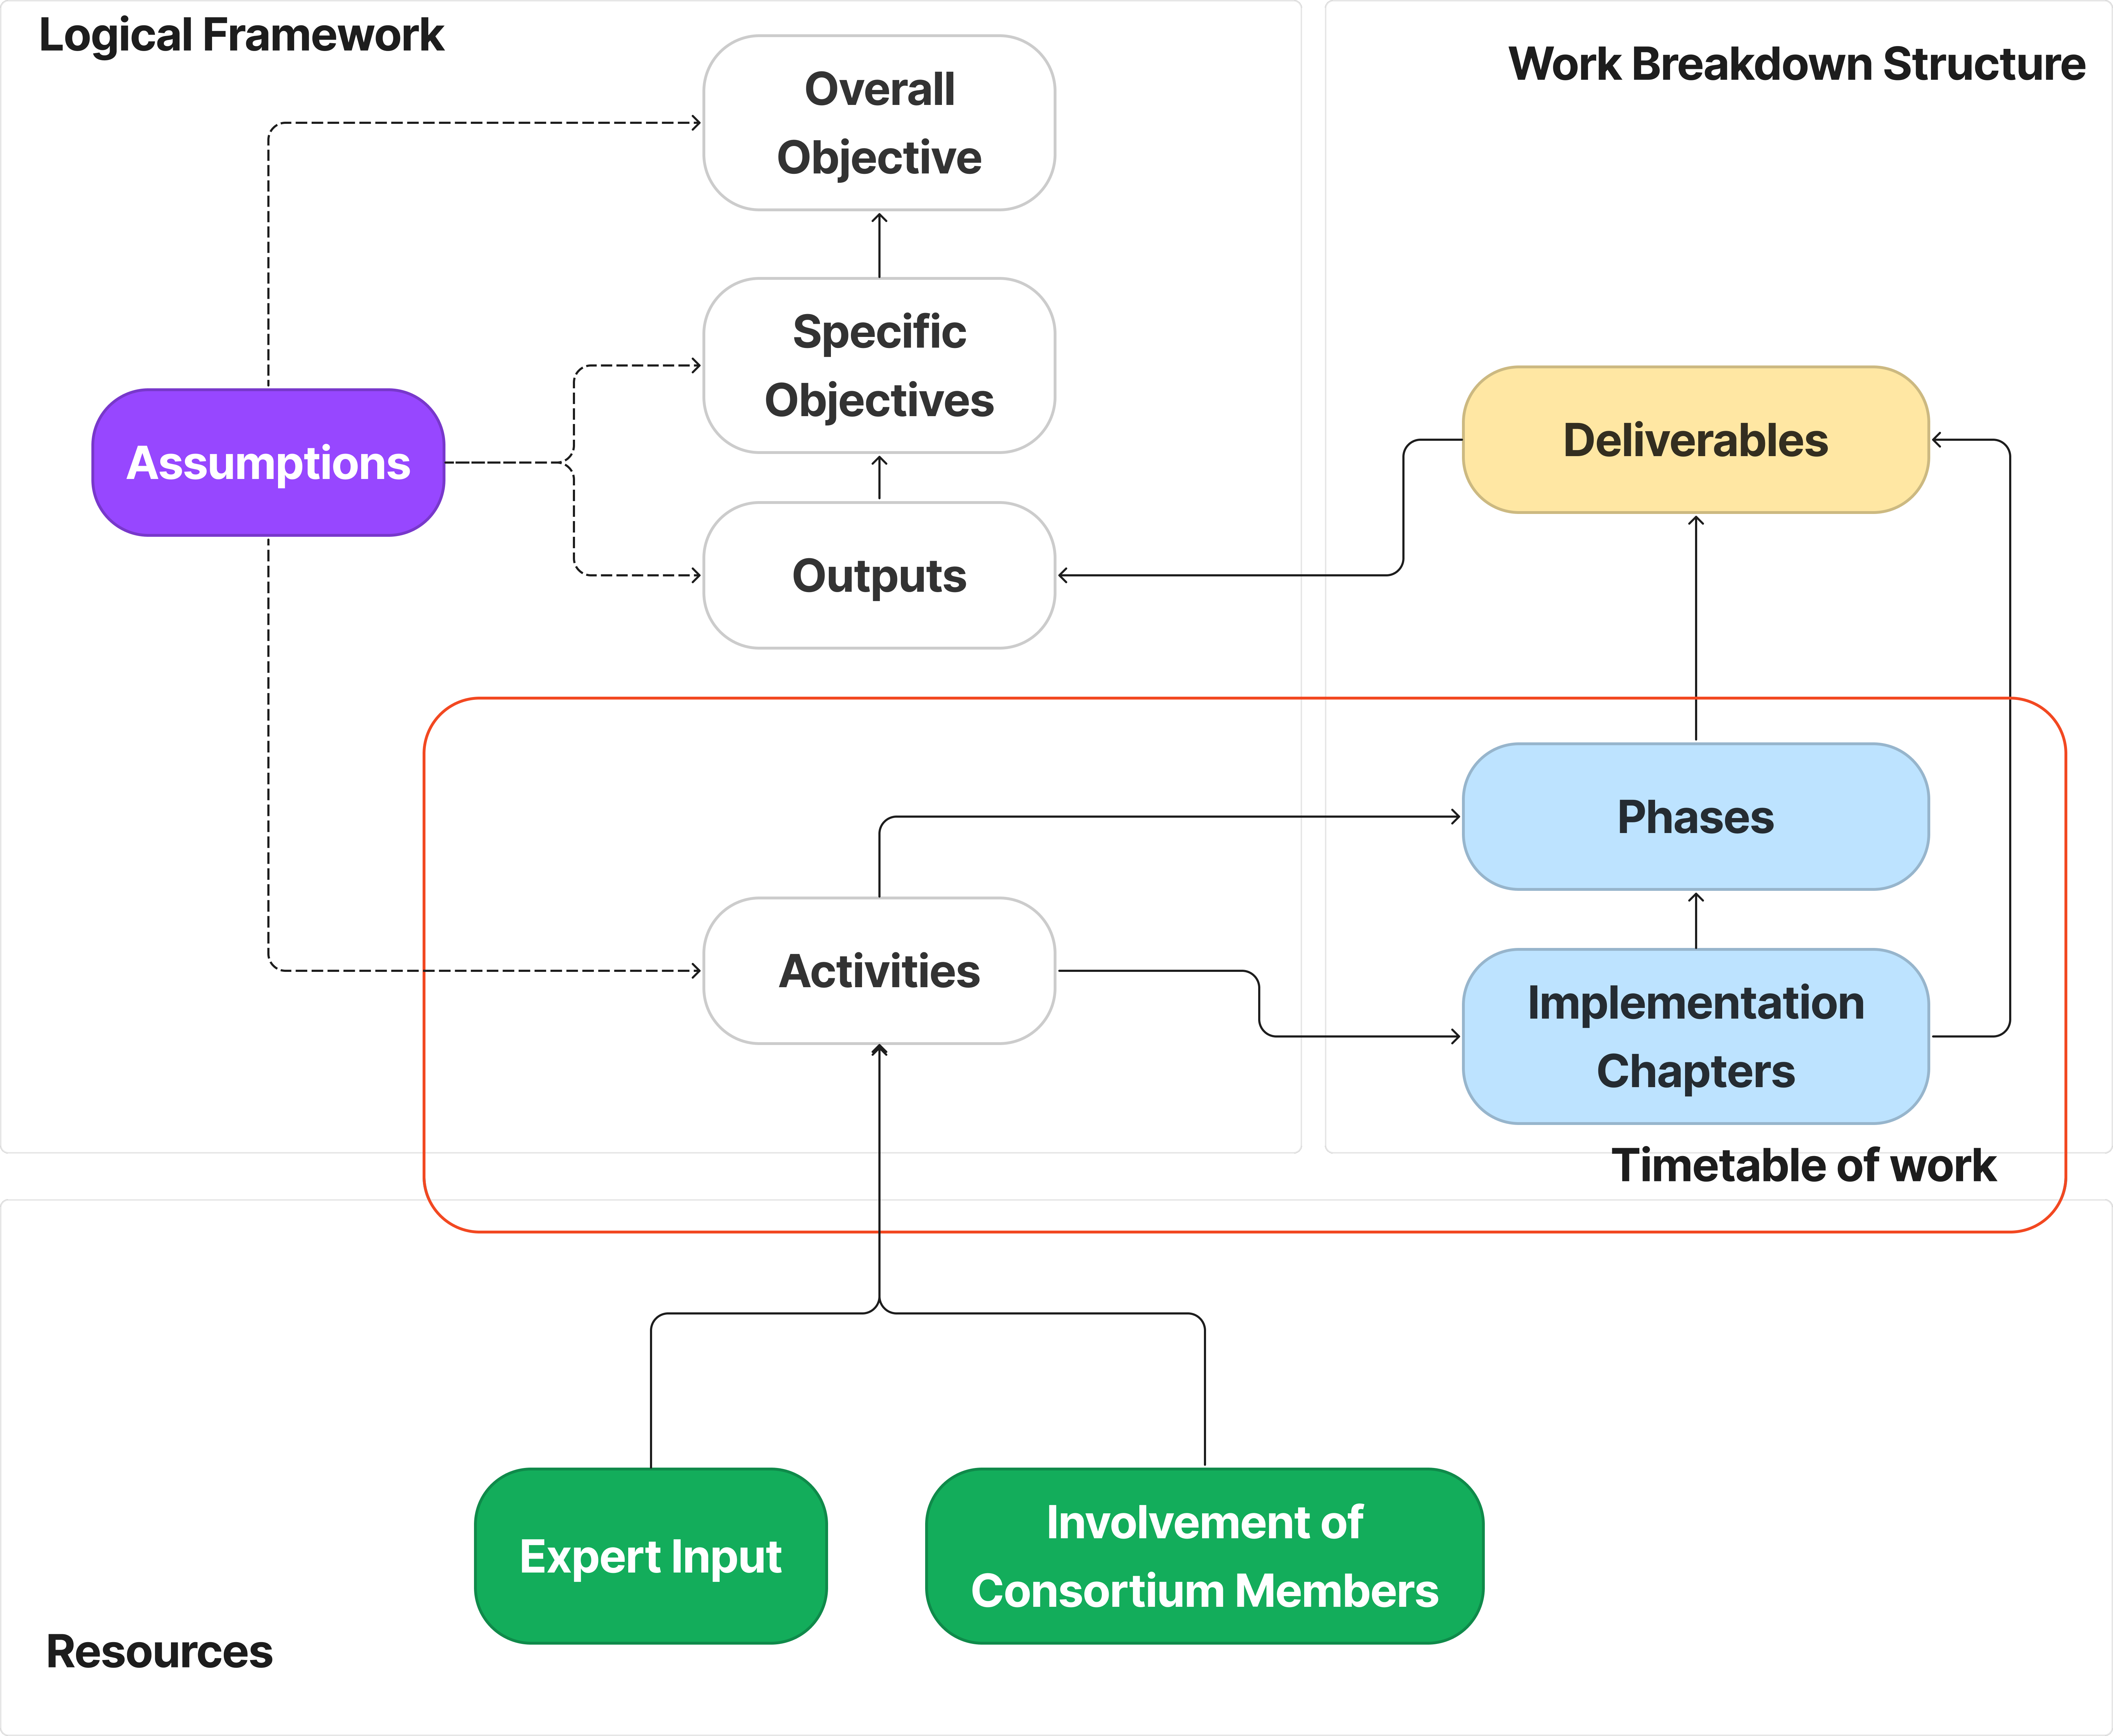 Logical Framework
Work Breakdown Structure
Overall
Objective
Specific
Objectives
Assumptions
Deliverables
Outputs
Phases
Activities
Implementation
Chapters
Timetable of work
Expert Input
Involvement of
Consortium Members
Resources